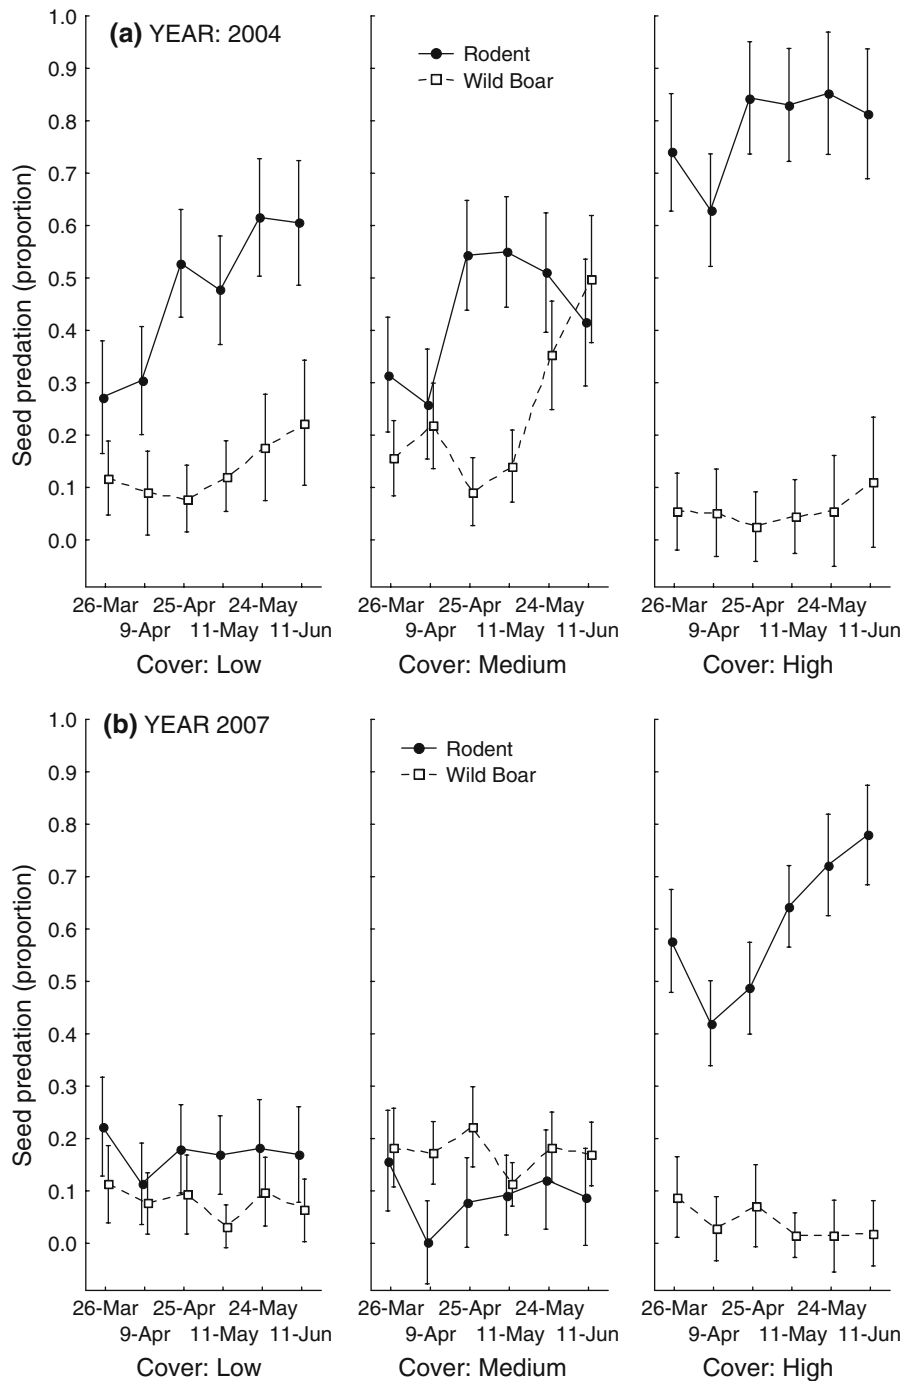 (a) YEAR: 2004
Rodent
Wild Boar
Seed predation (proportion)
1.0
0.9
0.8
0.7
0.6
0.5
0.4
0.3
0.2
0.1
0.0
26-Mar 25-Apr 24-May
9-Apr 11-May 11-Jun
Cover: Low
26-Mar 25-Apr 24-May
9-Apr 11-May 11-Jun
Cover: Medium
26-Mar 25-Apr 24-May
9-Apr 11-May 11-Jun
Cover: High
(b) YEAR 2007
Rodent
Wild Boar
Seed predation (proportion)
1.0
0.9
0.8
0.7
0.6
0.5
0.4
0.3
0.2
0.1
0.0
26-Mar 25-Apr 24-May
9-Apr 11-May 11-Jun
Cover: Low
26-Mar 25-Apr 24-May
9-Apr 11-May 11-Jun
Cover: Medium
26-Mar 25-Apr 24-May
9-Apr 11-May 11-Jun
Cover: High